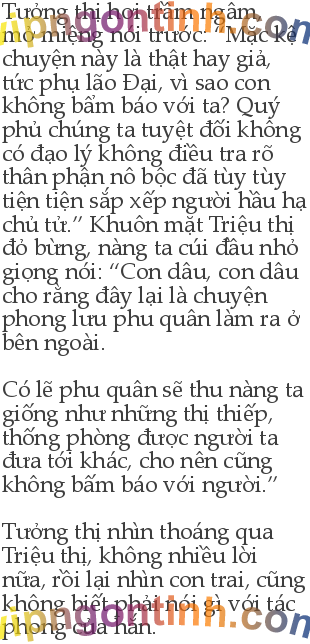 Tưởng thị hơi trầm ngâm,
mở miệng nói trước: “Mặc kệ
chuyện này là thật hay giả,
tức phụ lão Đại, vì sao con
không bẩm báo với ta? Quý
phủ chúng ta tuyệt đối không
có đạo lý không điều tra rõ
thân phận nô bộc đã tùy tùy
tiện tiện sắp xếp người hầu hạ
chủ tử.” Khuôn mặt Triệu thị
đỏ bừng, nàng ta cúi đầu nhỏ
giọng nói: “Con dâu, con dâu
cho rằng đây lại là chuyện
phong lưu phu quân làm ra ở
bên ngoài.
Có lẽ phu quân sẽ thu nàng ta
giống như những thị thiếp,
thống phòng được người ta
đưa tới khác, cho nên cũng
không bấm báo với người.”
Tưởng thị nhìn thoáng qua
Triệu thị, không nhiều lời
nữa, rồi lại nhìn con trai, cũng
không biết phải nói gì với tác
phong của hắn.
vipngontinh.com
vipngontinh.com